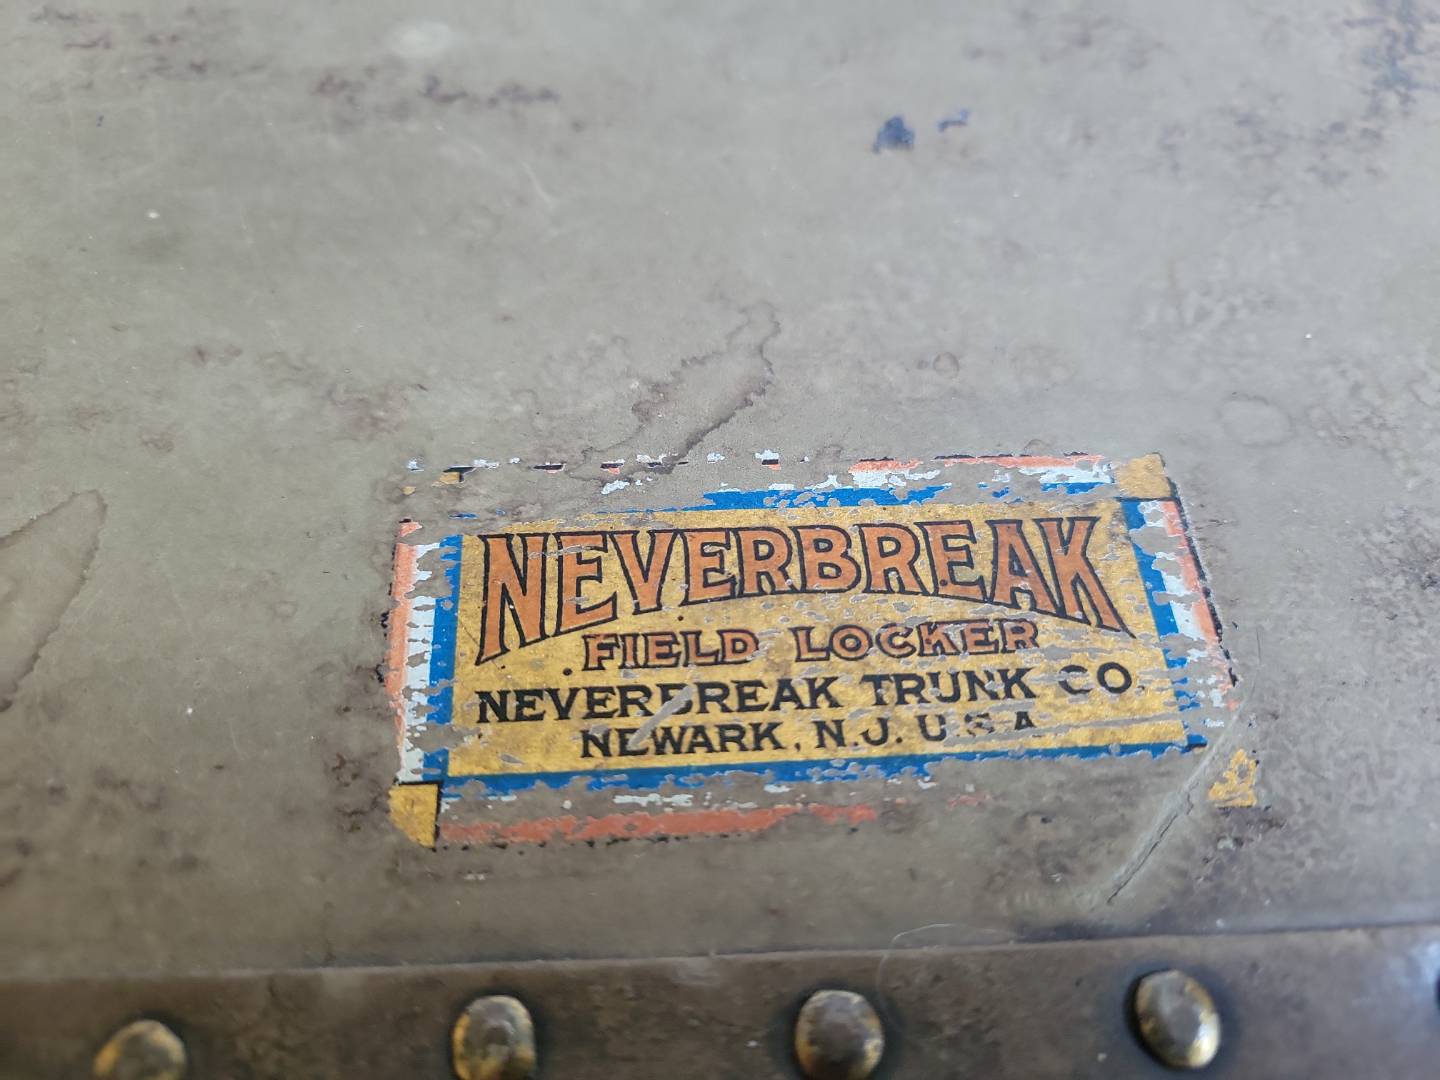 NEVERBREAK
FIELD LOCKER
NEVERBREAK TRUNK CO.
NEWARK, N.J. U.S.A